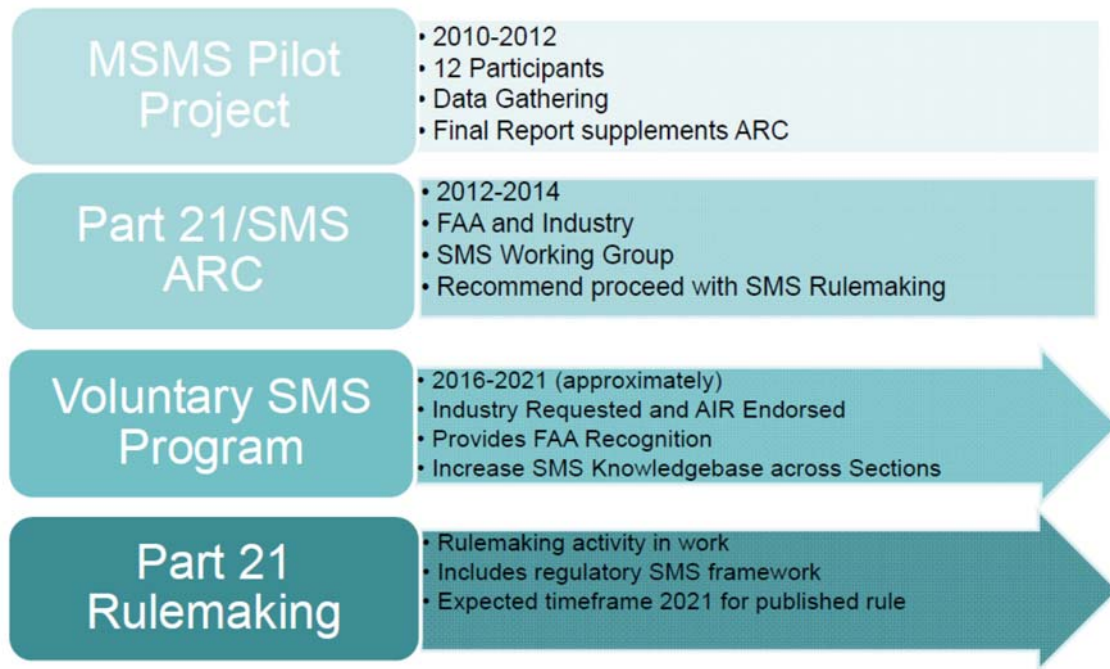 MSMS Pilot
Project
• 2010-2012
• 12 Participants
• Data Gathering
• Final Report supplements ARC
Part 21/SMS
ARC
• 2012-2014
• FAA and Industry
• SMS Working Group
• Recommend proceed with SMS Rulemaking
Voluntary SMS
Program
• 2016-2021 (approximately)
• Industry Requested and AIR Endorsed
• Provides FAA Recognition
• Increase SMS Knowledgebase across Sections
Part 21
Rulemaking
• Rulemaking activity in work
• Includes regulatory SMS framework
• Expected timeframe 2021 for published rule